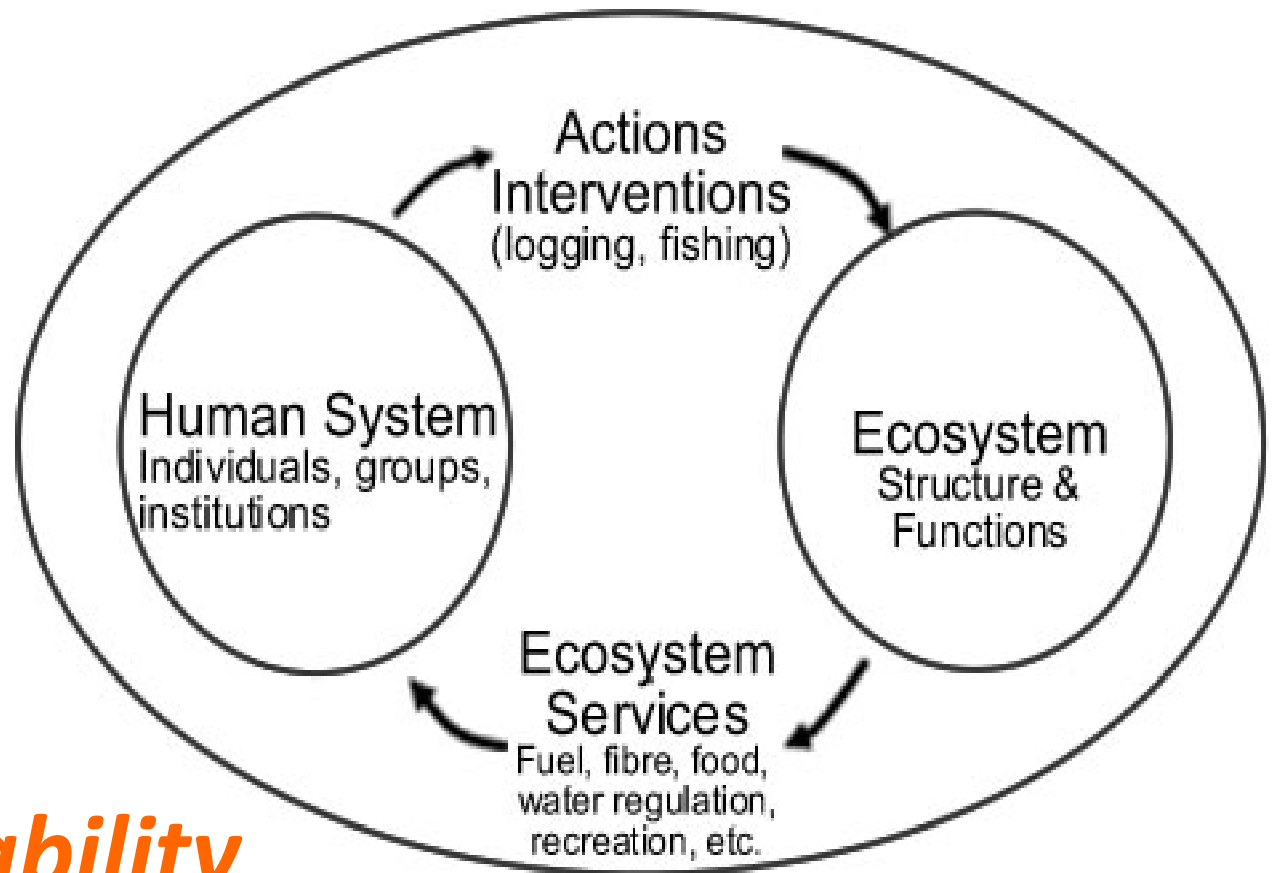 Actions
Interventions
(logging, fishing)
Human System
Individuals, groups,
institutions
Ecosystem
Structure &
Functions
Ecosystem
Services
Fuel, fibre, food,
water regulation,
recreation, etc.
ability